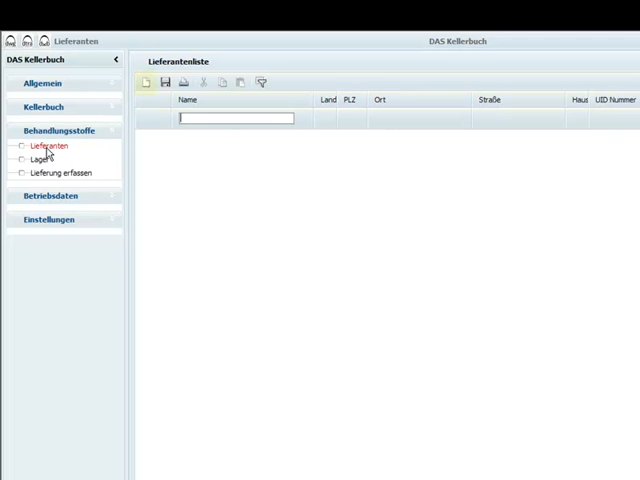 Lieferanten
DAS Kellerbuch
DAS Kellerbuch
Lieferantenliste
Allgemein
Kellerbuch
Behandlungsstoffe
Lieferanten
Lager
Lieferung erfassen
Betriebsdaten
Einstellungen
Name Land PLZ Ort Straße Haus UID Nummer